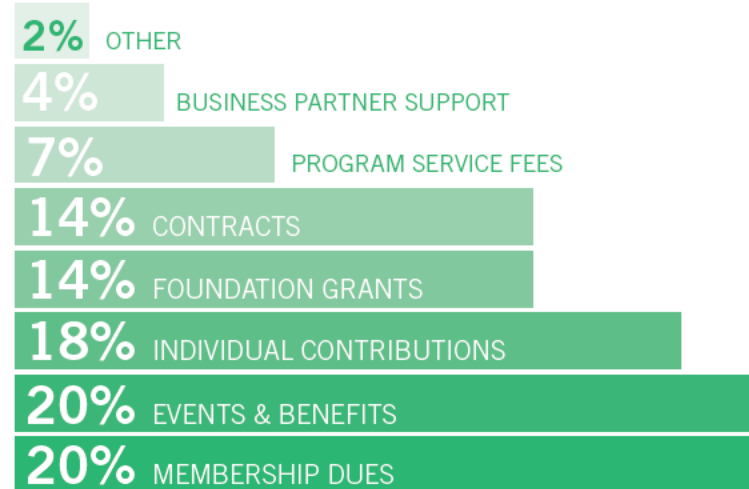 2% OTHER
4% BUSINESS PARTNER SUPPORT
7% PROGRAM SERVICE FEES
14% CONTRACTS
14% FOUNDATION GRANTS
18% INDIVIDUAL CONTRIBUTIONS
20% EVENTS & BENEFITS
20% MEMBERSHIP DUES